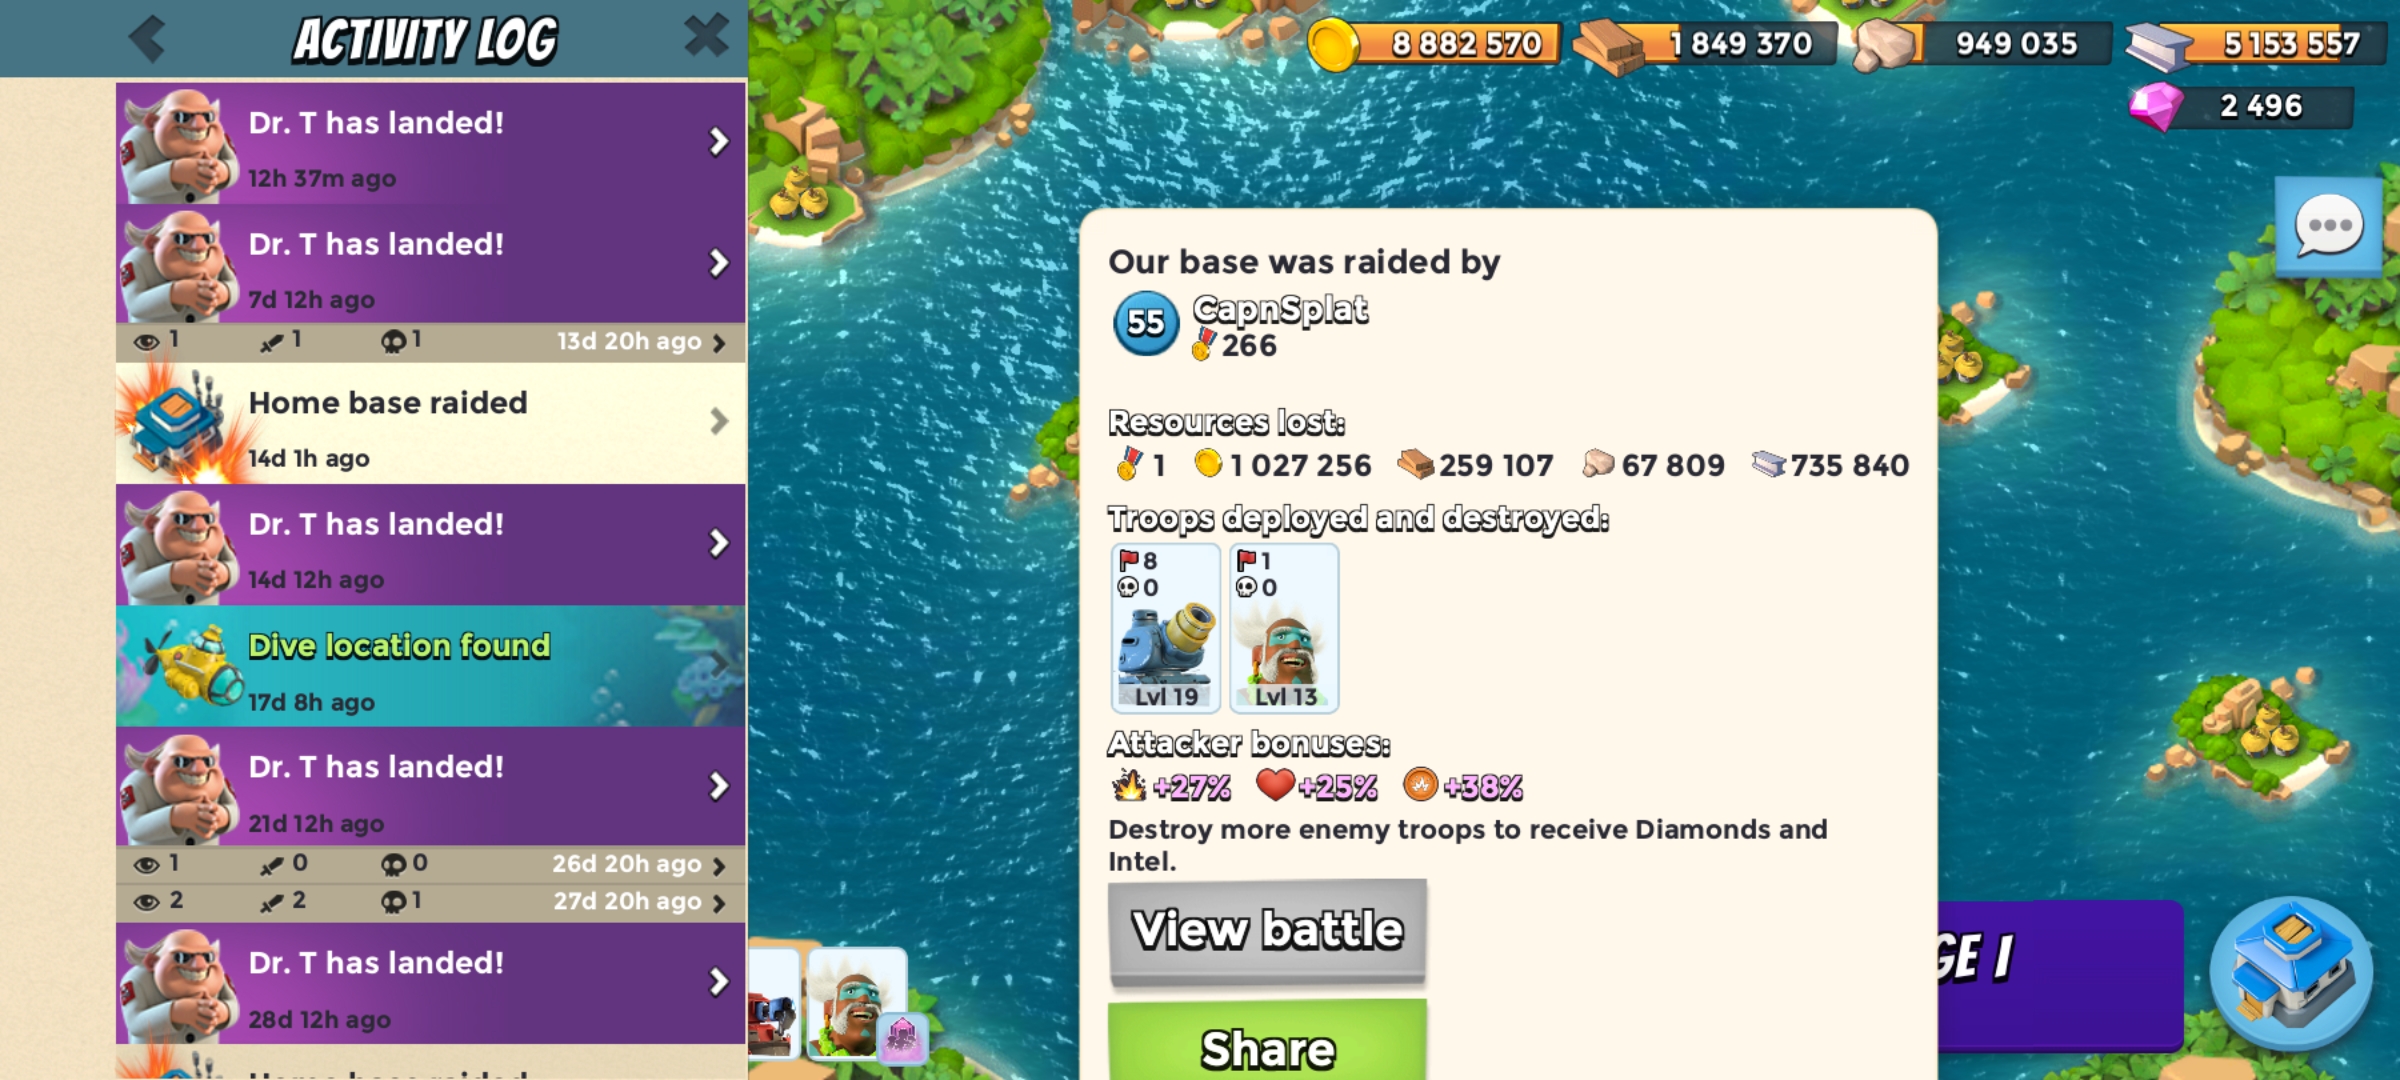 ACTIVITY LOG
Dr. T has landed!
12h 37m ago
Dr. T has landed!
7d 12h ago
1 1 1 13d 20h ago
Home base raided
14d 1h ago
Dr. T has landed!
14d 12h ago
Dive location found
17d 8h ago
Dr. T has landed!
21d 12h ago
1 0 0 26d 20h ago
2 2 1 27d 20h ago
Dr. T has landed!
28d 12h ago
8 882 570
1 849 370
949 035
5 153 557
2 496
Our base was raided by
55 CapnSplat
266
Resources lost:
1 1 027 256 259 107 67 809 735 840
Troops deployed and destroyed:
8 1
0 0
Lvl 19 Lvl 13
Attacker bonuses:
+27% +25% +38%
Destroy more enemy troops to receive Diamonds and
Intel.
View battle
Share
GE I